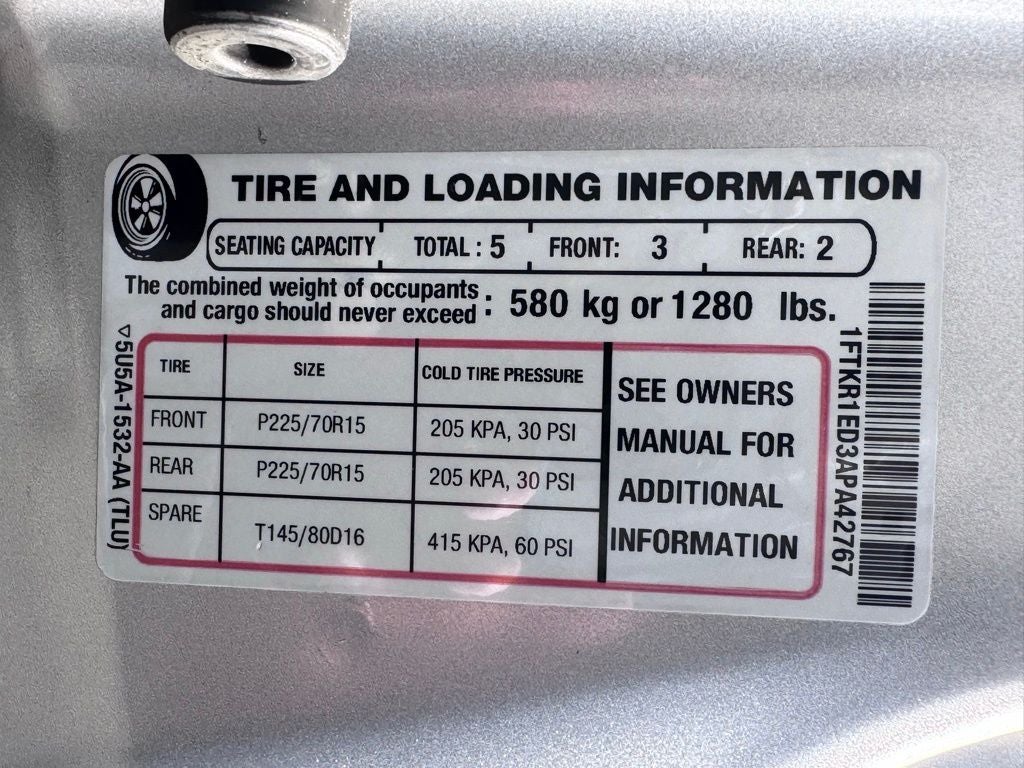 TIRE AND LOADING INFORMATION
SEATING CAPACITY TOTAL : 5 FRONT: 3 REAR: 2
The combined weight of occupants
and cargo should never exceed : 580 kg or 1280 lbs.
TIRE SIZE COLD TIRE PRESSURE
FRONT P225/70R15 205 KPA, 30 PSI
REAR P225/70R15 205 KPA, 30 PSI
SPARE T145/80D16 415 KPA, 60 PSI
SEE OWNERS
MANUAL FOR
ADDITIONAL
INFORMATION
▽5U5A-1532-AA (TLU)
1FTKR1ED3APA42767